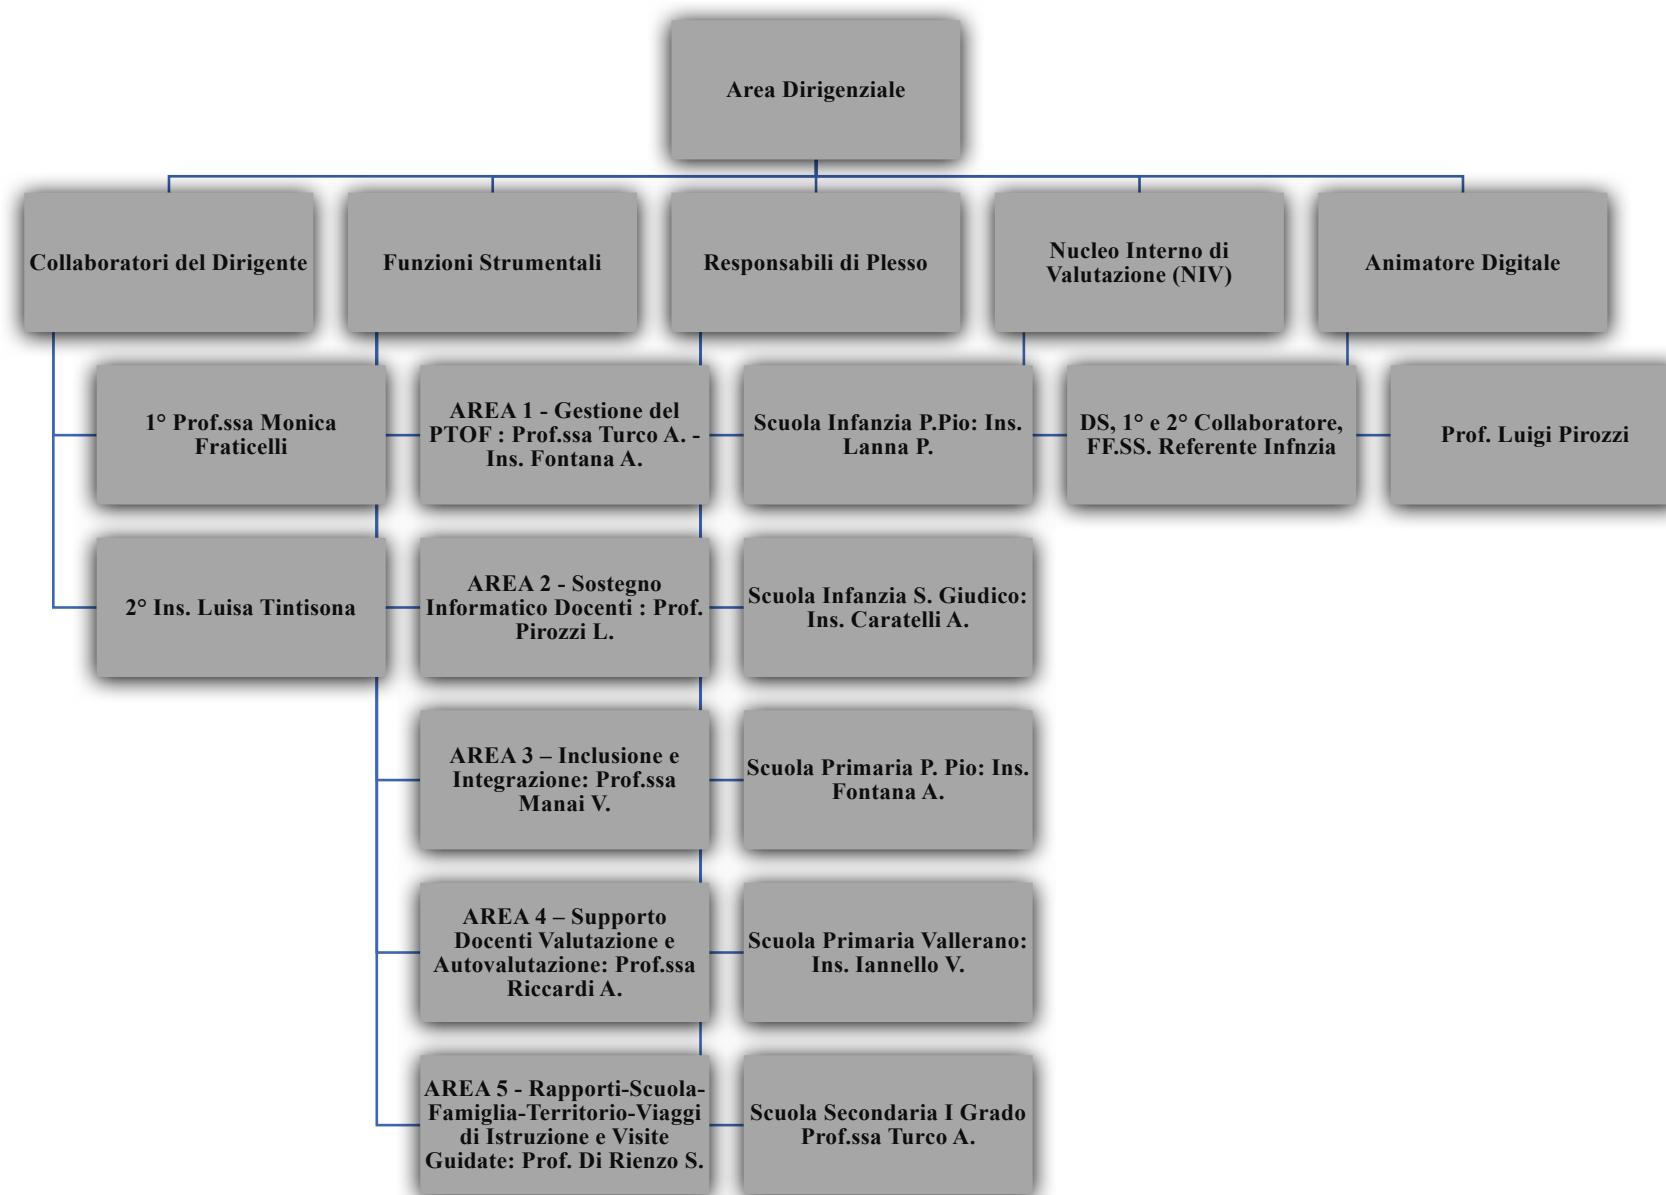 Area Dirigenziale
Collaboratori del Dirigente
Funzioni Strumentali
Responsabili di Plesso
Nucleo Interno di
Valutazione (NIV)
Animatore Digitale
1° Prof.ssa Monica
Fraticelli
AREA 1 - Gestione del
PTOF : Prof.ssa Turco A. -
Ins. Fontana A.
Scuola Infanzia P.Pio: Ins.
Lanna P.
DS, 1° e 2° Collaboratore,
FF.SS. Referente Infnzia
Prof. Luigi Pirozzi
2° Ins. Luisa Tintisona
AREA 2 - Sostegno
Informatico Docenti : Prof.
Pirozzi L.
Scuola Infanzia S. Giudico:
Ins. Caratelli A.
AREA 3 – Inclusione e
Integrazione: Prof.ssa
Manai V.
Scuola Primaria P. Pio: Ins.
Fontana A.
AREA 4 – Supporto
Docenti Valutazione e
Autovalutazione: Prof.ssa
Riccardi A.
Scuola Primaria Vallerano:
Ins. Iannello V.
AREA 5 - Rapporti-Scuola-
Famiglia-Territorio-Viaggi
di Istruzione e Visite
Guidate: Prof. Di Rienzo S.
Scuola Secondaria I Grado
Prof.ssa Turco A.